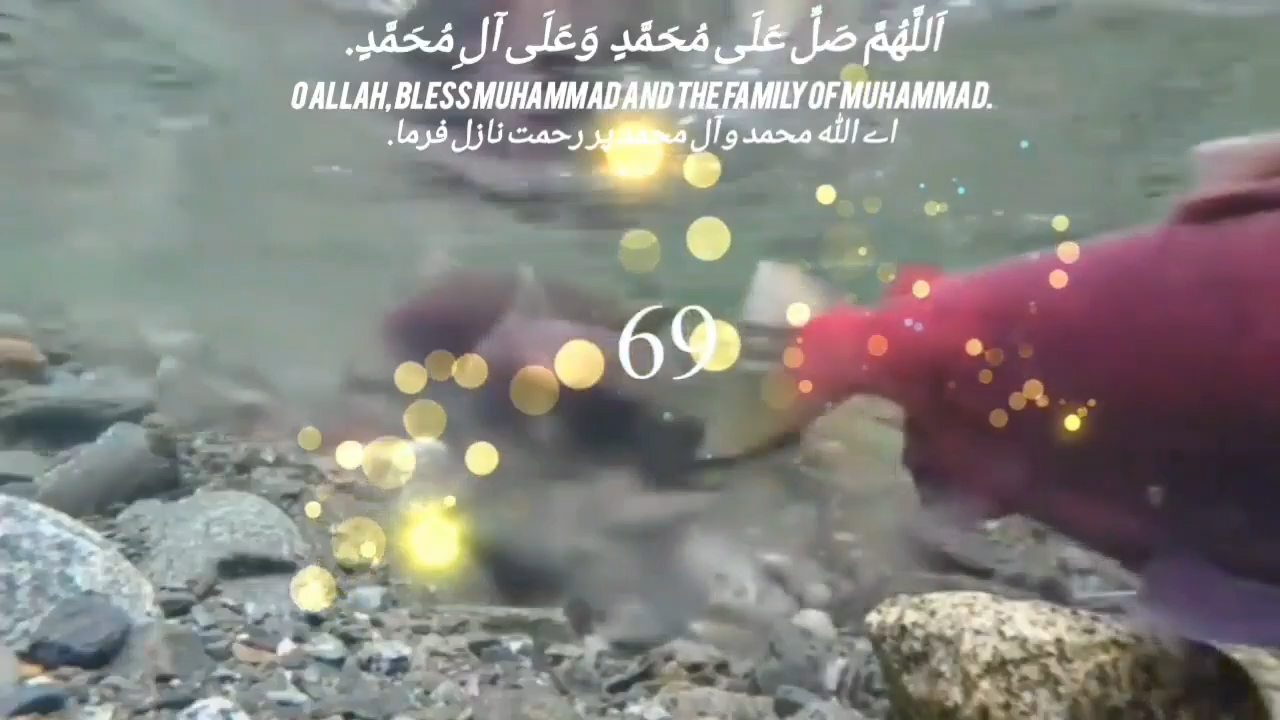 اَللَّهُمَّ صَلِّ عَلَى مُحَمَّدٍ وَعَلَى آلِ مُحَمَّدٍ.
O ALLAH, BLESS MUHAMMAD AND THE FAMILY OF MUHAMMAD.
اے اللہ محمد و آل محمد پر رحمت نازل فرما.
69